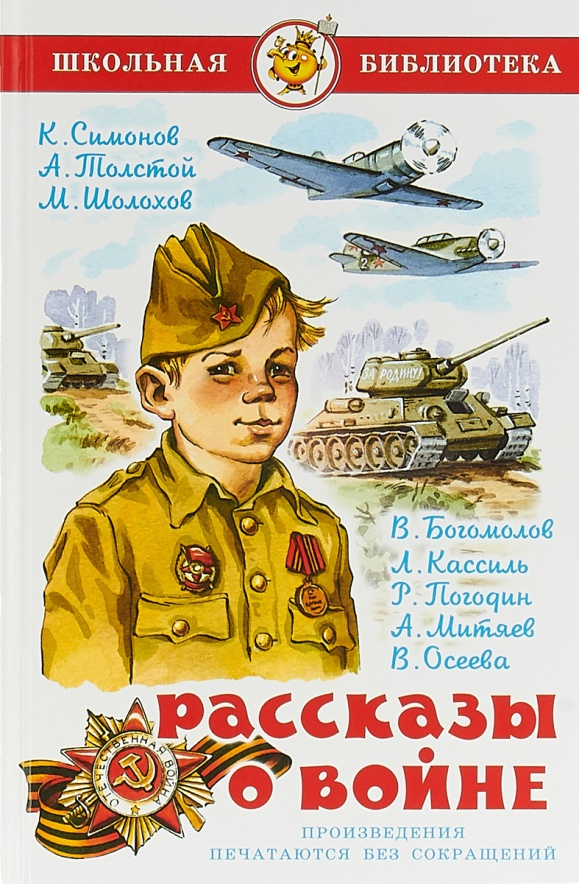 ШКОЛЬНАЯ БИБЛИОТЕКА
К. Симонов
А. Толстой
М. Шолохов
2
ЗА РОДИНУ!
В. Богомолов
Л. Кассиль
Р. Погодин
А. Митяев
В. Осеева
РАССКАЗЫ
О ВОЙНЕ
ОТЕЧЕСТВЕННАЯ ВОЙНА
ПРОИЗВЕДЕНИЯ
ПЕЧАТАЮТСЯ БЕЗ СОКРАЩЕНИЙ